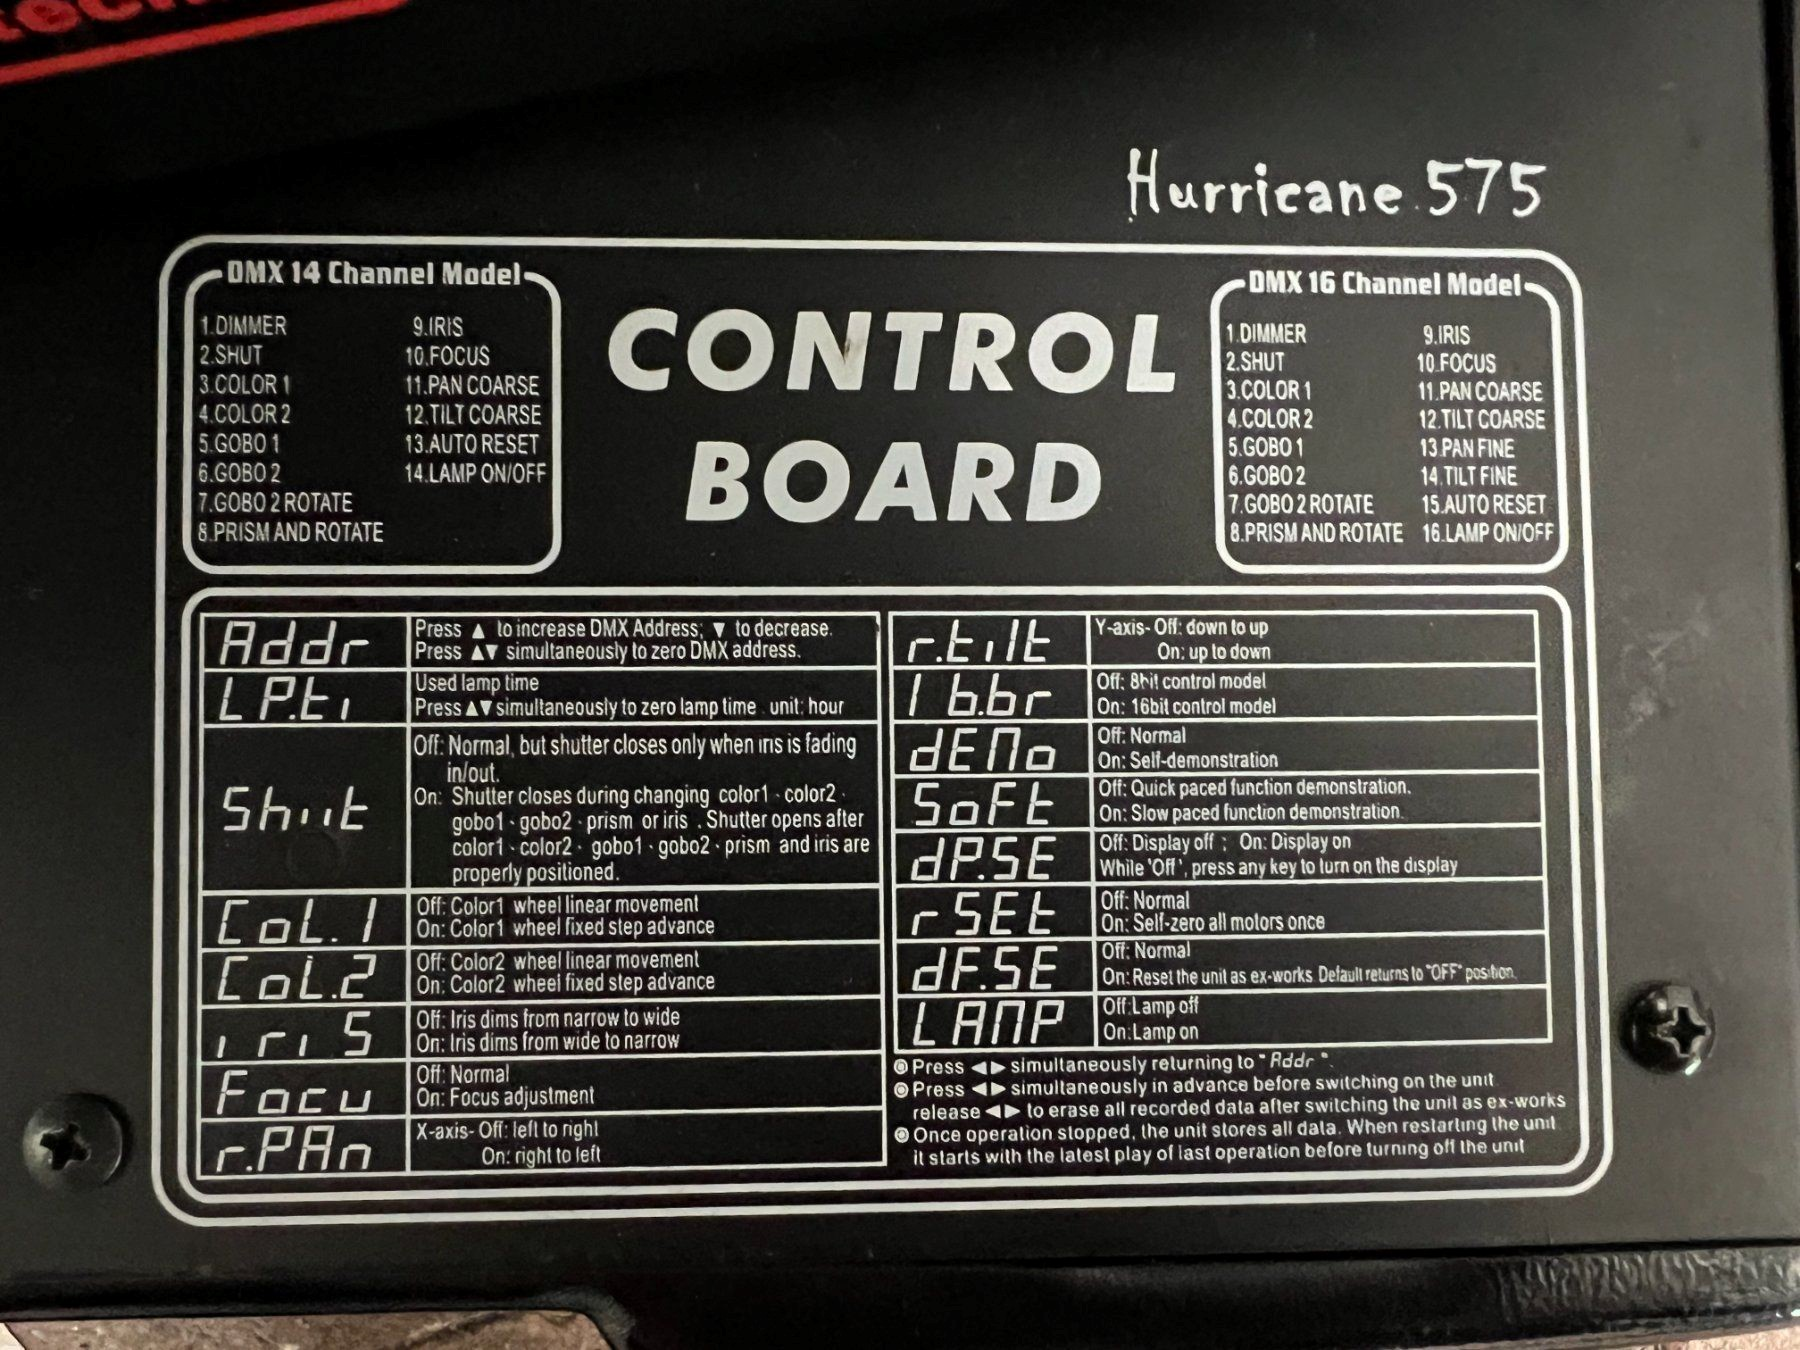 Hurricane 575
DMX 14 Channel Model
1.DIMMER
2.SHUT
3.COLOR 1
4.COLOR 2
5.GOBO 1
6.GOBO 2
7.GOBO 2 ROTATE
8.PRISM AND ROTATE
9.IRIS
10.FOCUS
11.PAN COARSE
12.TILT COARSE
13.AUTO RESET
14.LAMP ON/OFF
CONTROL
BOARD
DMX 16 Channel Model
1.DIMMER
2.SHUT
3.COLOR 1
4.COLOR 2
5.GOBO 1
6.GOBO 2
7.GOBO 2 ROTATE
8.PRISM AND ROTATE
9.IRIS
10.FOCUS
11.PAN COARSE
12.TILT COARSE
13.PAN FINE
14.TILT FINE
15.AUTO RESET
16.LAMP ON/OFF
Addr
Press ▲ to increase DMX Address; ▼ to decrease.
Press ▲▼ simultaneously to zero DMX address.
LP.ti
Used lamp time
Press ▲▼ simultaneously to zero lamp time . unit: hour
Shut
Off: Normal, but shutter closes only when iris is fading
in/out.
On: Shutter closes during changing color1 · color2 ·
gobo1 · gobo2 · prism or iris . Shutter opens after
color1 · color2 · gobo1 · gobo2 · prism and iris are
properly positioned.
CoL.1
Off: Color1 wheel linear movement
On: Color1 wheel fixed step advance
CoL.2
Off: Color2 wheel linear movement
On: Color2 wheel fixed step advance
iriS
Off: Iris dims from narrow to wide
On: Iris dims from wide to narrow
Focu
Off: Normal
On: Focus adjustment
r.PAn
X-axis- Off: left to right
On: right to left
r.tilt
Y-axis- Off: down to up
On: up to down
16.br
Off: 8bit control model
On: 16bit control model
dEMo
Off: Normal
On: Self-demonstration
SoFt
Off: Quick paced function demonstration.
On: Slow paced function demonstration.
dP.SE
Off: Display off ; On: Display on
While 'Off', press any key to turn on the display
rSEt
Off: Normal
On: Self-zero all motors once
dF.SE
Off: Normal
On: Reset the unit as ex-works. Default returns to "OFF" position.
LAMP
Off:Lamp off
On:Lamp on
◎ Press ◀▶ simultaneously returning to " Addr ".
◎ Press ◀▶ simultaneously in advance before switching on the unit
release ◀▶ to erase all recorded data after switching the unit as ex-works
◎ Once operation stopped, the unit stores all data. When restarting the unit
it starts with the latest play of last operation before turning off the unit